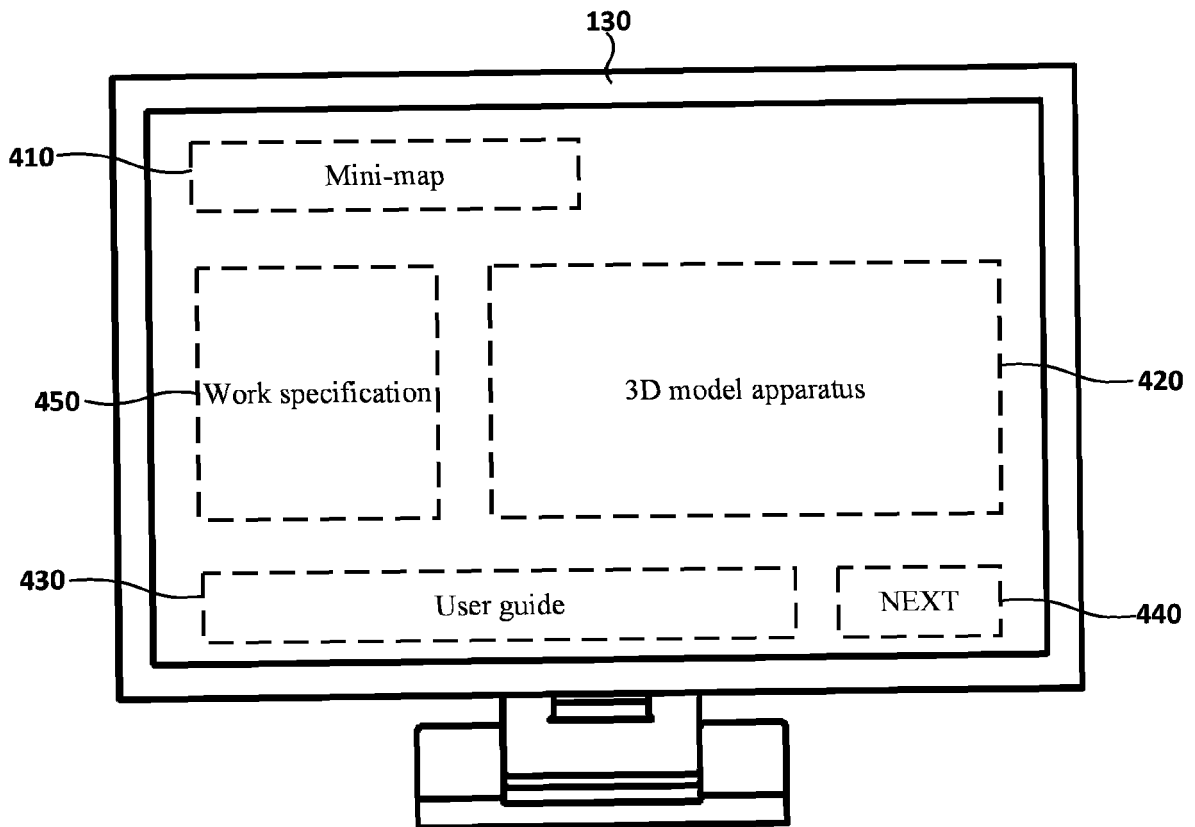 130
410
Mini-map
450
Work specification
3D model apparatus
420
430
User guide
NEXT
440